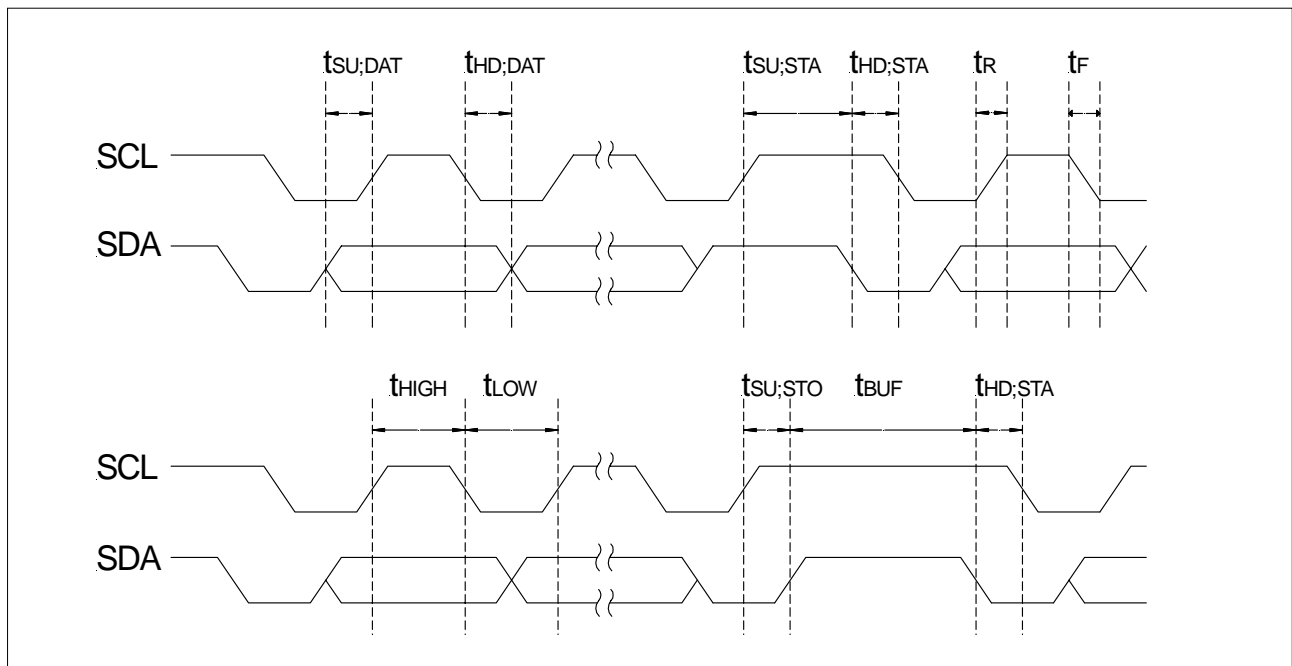 tSU;DAT tHD;DAT tSU;STA tHD;STA tR tF
SCL
SDA
tHIGH tLOW tSU;STO tBUF tHD;STA
SCL
SDA